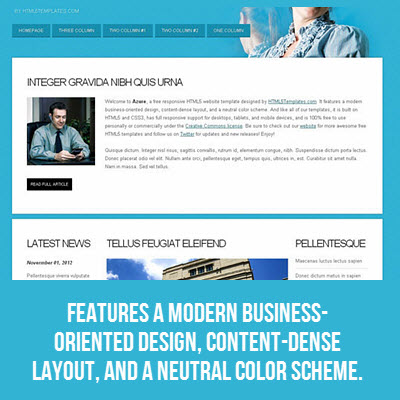 BY HTML5TEMPLATES.COM
HOMEPAGE THREE COLUMN TWO COLUMN #1 TWO COLUMN #2 ONE COLUMN
INTEGER GRAVIDA NIBH QUIS URNA
Welcome to Azure, a free responsive HTML5 website template designed by HTML5Templates.com. It features a modern
business-oriented design, content-dense layout, and a neutral color scheme. And like all of our templates, it is built on
HTML5 and CSS3, has full responsive support for desktops, tablets, and mobile devices, and is 100% free to use
personally or commercially under the Creative Commons license. Be sure to check out our website for more awesome free
HTML5 templates and follow us on Twitter for updates and new releases! Enjoy!
Quisque dictum. Integer nisl risus, sagittis convallis, rutrum id, elementum congue, nibh. Suspendisse dictum porta lectus.
Donec placerat odio vel elit. Nullam ante orci, pellentesque eget, tempus quis, ultrices in, est. Curabitur sit amet nulla.
Nam in massa. Sed vel tellus.
READ FULL ARTICLE
LATEST NEWS TELLUS FEUGIAT ELEIFEND PELLENTESQUE
November 01, 2012
Pellentesque viverra vulputate
Maecenas luctus lectus sapien
Donec dictum metus in sapien
FEATURES A MODERN BUSINESS-
ORIENTED DESIGN, CONTENT-DENSE
LAYOUT, AND A NEUTRAL COLOR SCHEME.